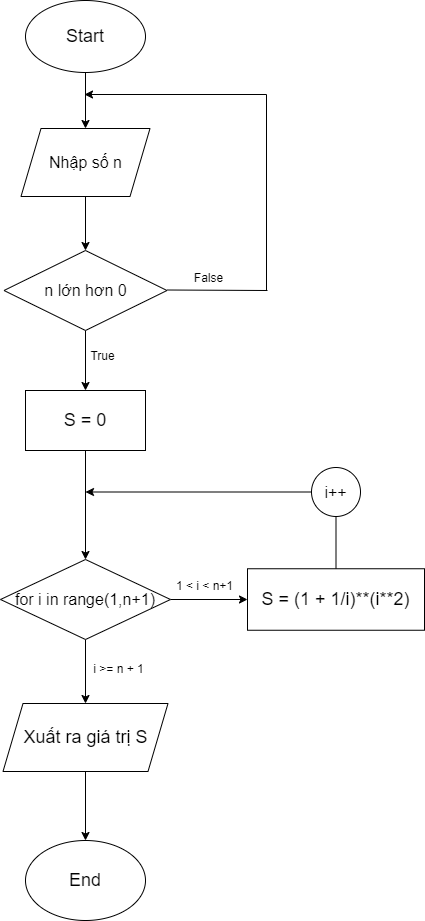 Start
Nhập số n
n lớn hơn 0
False
True
S = 0
i++
for i in range(1,n+1)
1 < i < n+1
S = (1 + 1/i)**(i**2)
i >= n + 1
Xuất ra giá trị S
End